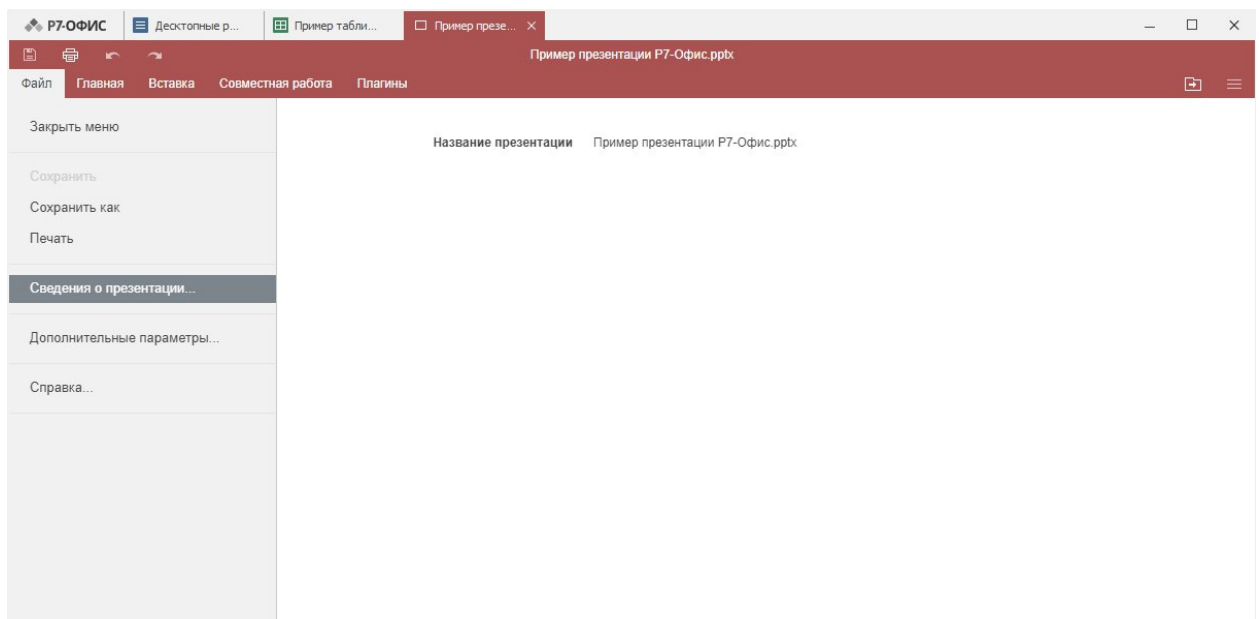 Р7-ОФИС Десктопные р... Пример табли... Пример презе...
Пример презентации Р7-Офис.pptx
Файл Главная Вставка Совместная работа Плагины
Закрыть меню
Название презентации Пример презентации Р7-Офис.pptx
Сохранить
Сохранить как
Печать
Сведения о презентации...
Дополнительные параметры...
Справка...